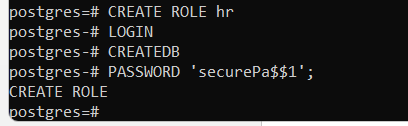 postgres=# CREATE ROLE hr
postgres-# LOGIN
postgres-# CREATEDB
postgres-# PASSWORD 'securePa$$1';
CREATE ROLE
postgres=#